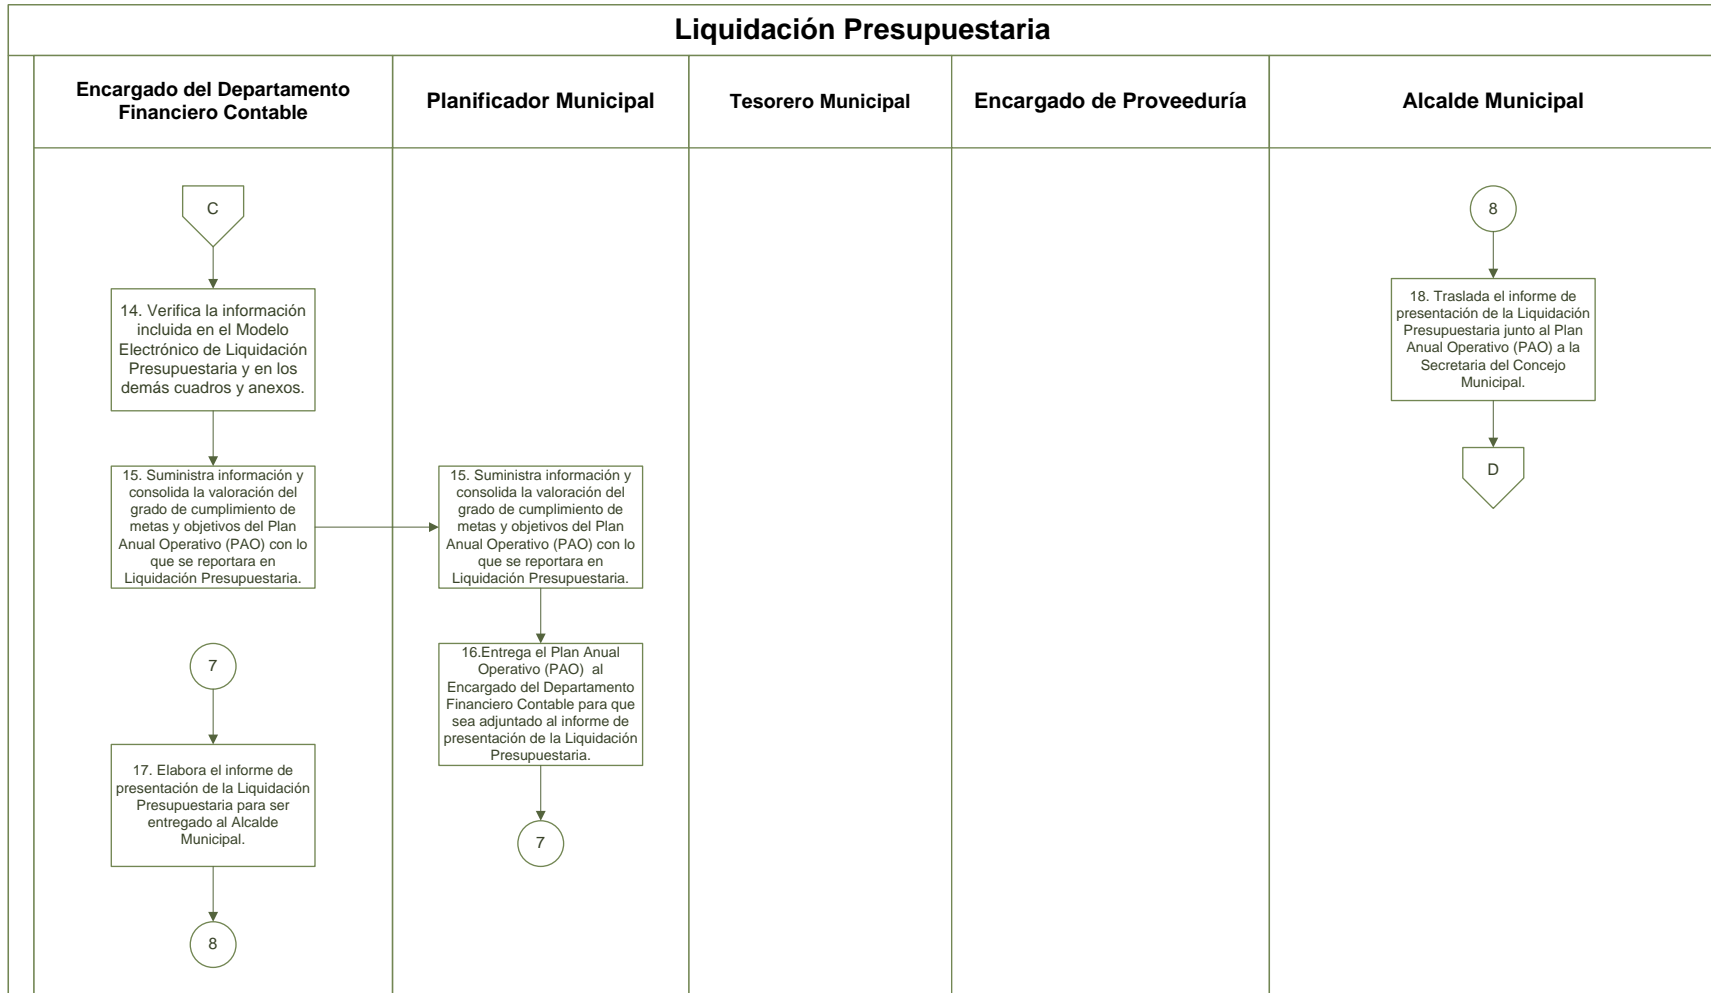 Liquidación Presupuestaria
Encargado del Departamento
Financiero Contable
Planificador Municipal
Tesorero Municipal
Encargado de Proveeduría
Alcalde Municipal
C
14. Verifica la información
incluida en el Modelo
Electrónico de Liquidación
Presupuestaria y en los
demás cuadros y anexos.
15. Suministra información y
consolida la valoración del
grado de cumplimiento de
metas y objetivos del Plan
Anual Operativo (PAO) con lo
que se reportara en
Liquidación Presupuestaria.
7
17. Elabora el informe de
presentación de la Liquidación
Presupuestaria para ser
entregado al Alcalde
Municipal.
8
15. Suministra información y
consolida la valoración del
grado de cumplimiento de
metas y objetivos del Plan
Anual Operativo (PAO) con lo
que se reportara en
Liquidación Presupuestaria.
16.Entrega el Plan Anual
Operativo (PAO) al
Encargado del Departamento
Financiero Contable para que
sea adjuntado al informe de
presentación de la Liquidación
Presupuestaria.
7
8
18. Traslada el informe de
presentación de la Liquidación
Presupuestaria junto al Plan
Anual Operativo (PAO) a la
Secretaria del Concejo
Municipal.
D